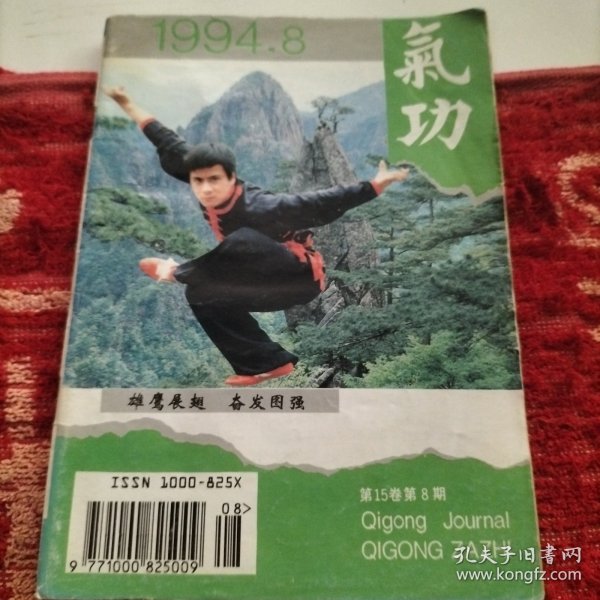 1994.8
氣功
雄鹰展翅 奋发图强
ISSN 1000-825X
08>
9 771000 825009
第15卷第8期
Qigong Journal
QIGONG ZAZHI
孔夫子旧书网
www.kongfz.com